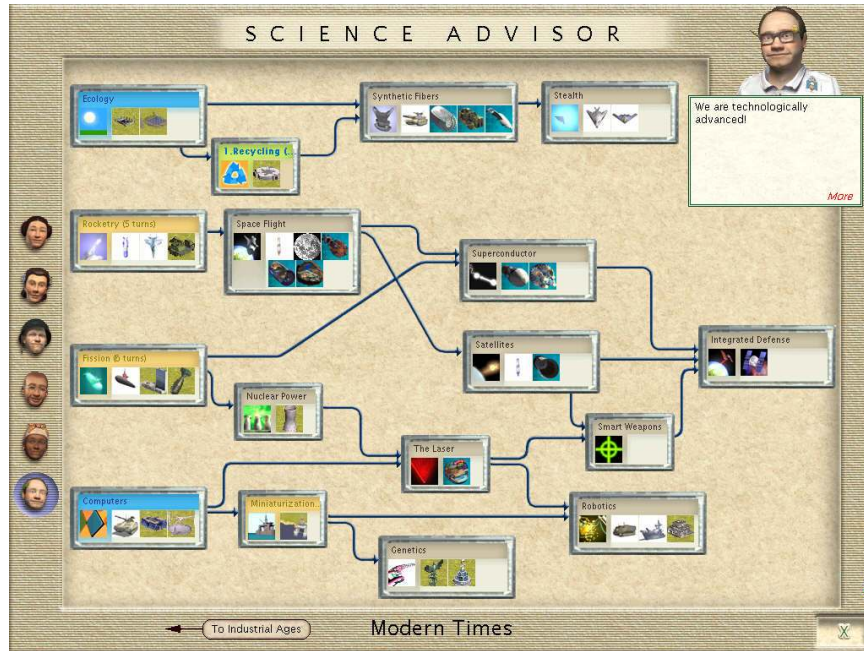 SCIENCE ADVISOR
We are technologically
advanced!
More
Ecology
Synthetic Fibers
Stealth
1.Recycling (...
Rocketry (5 turns)
Space Flight
Superconductor
Fission (6 turns)
Satellites
Integrated Defense
Nuclear Power
Smart Weapons
The Laser
Computers
Miniaturization...
Robotics
Genetics
To Industrial Ages
Modern Times
X